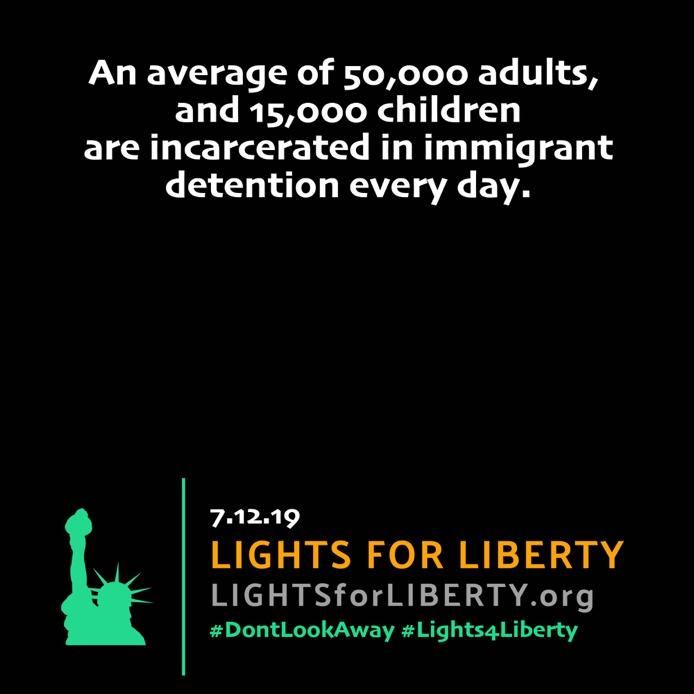 An average of 50,000 adults,
and 15,000 children
are incarcerated in immigrant
detention every day.
7.12.19
LIGHTS FOR LIBERTY
LIGHTSforLIBERTY.org
#DontLookAway #Lights4Liberty